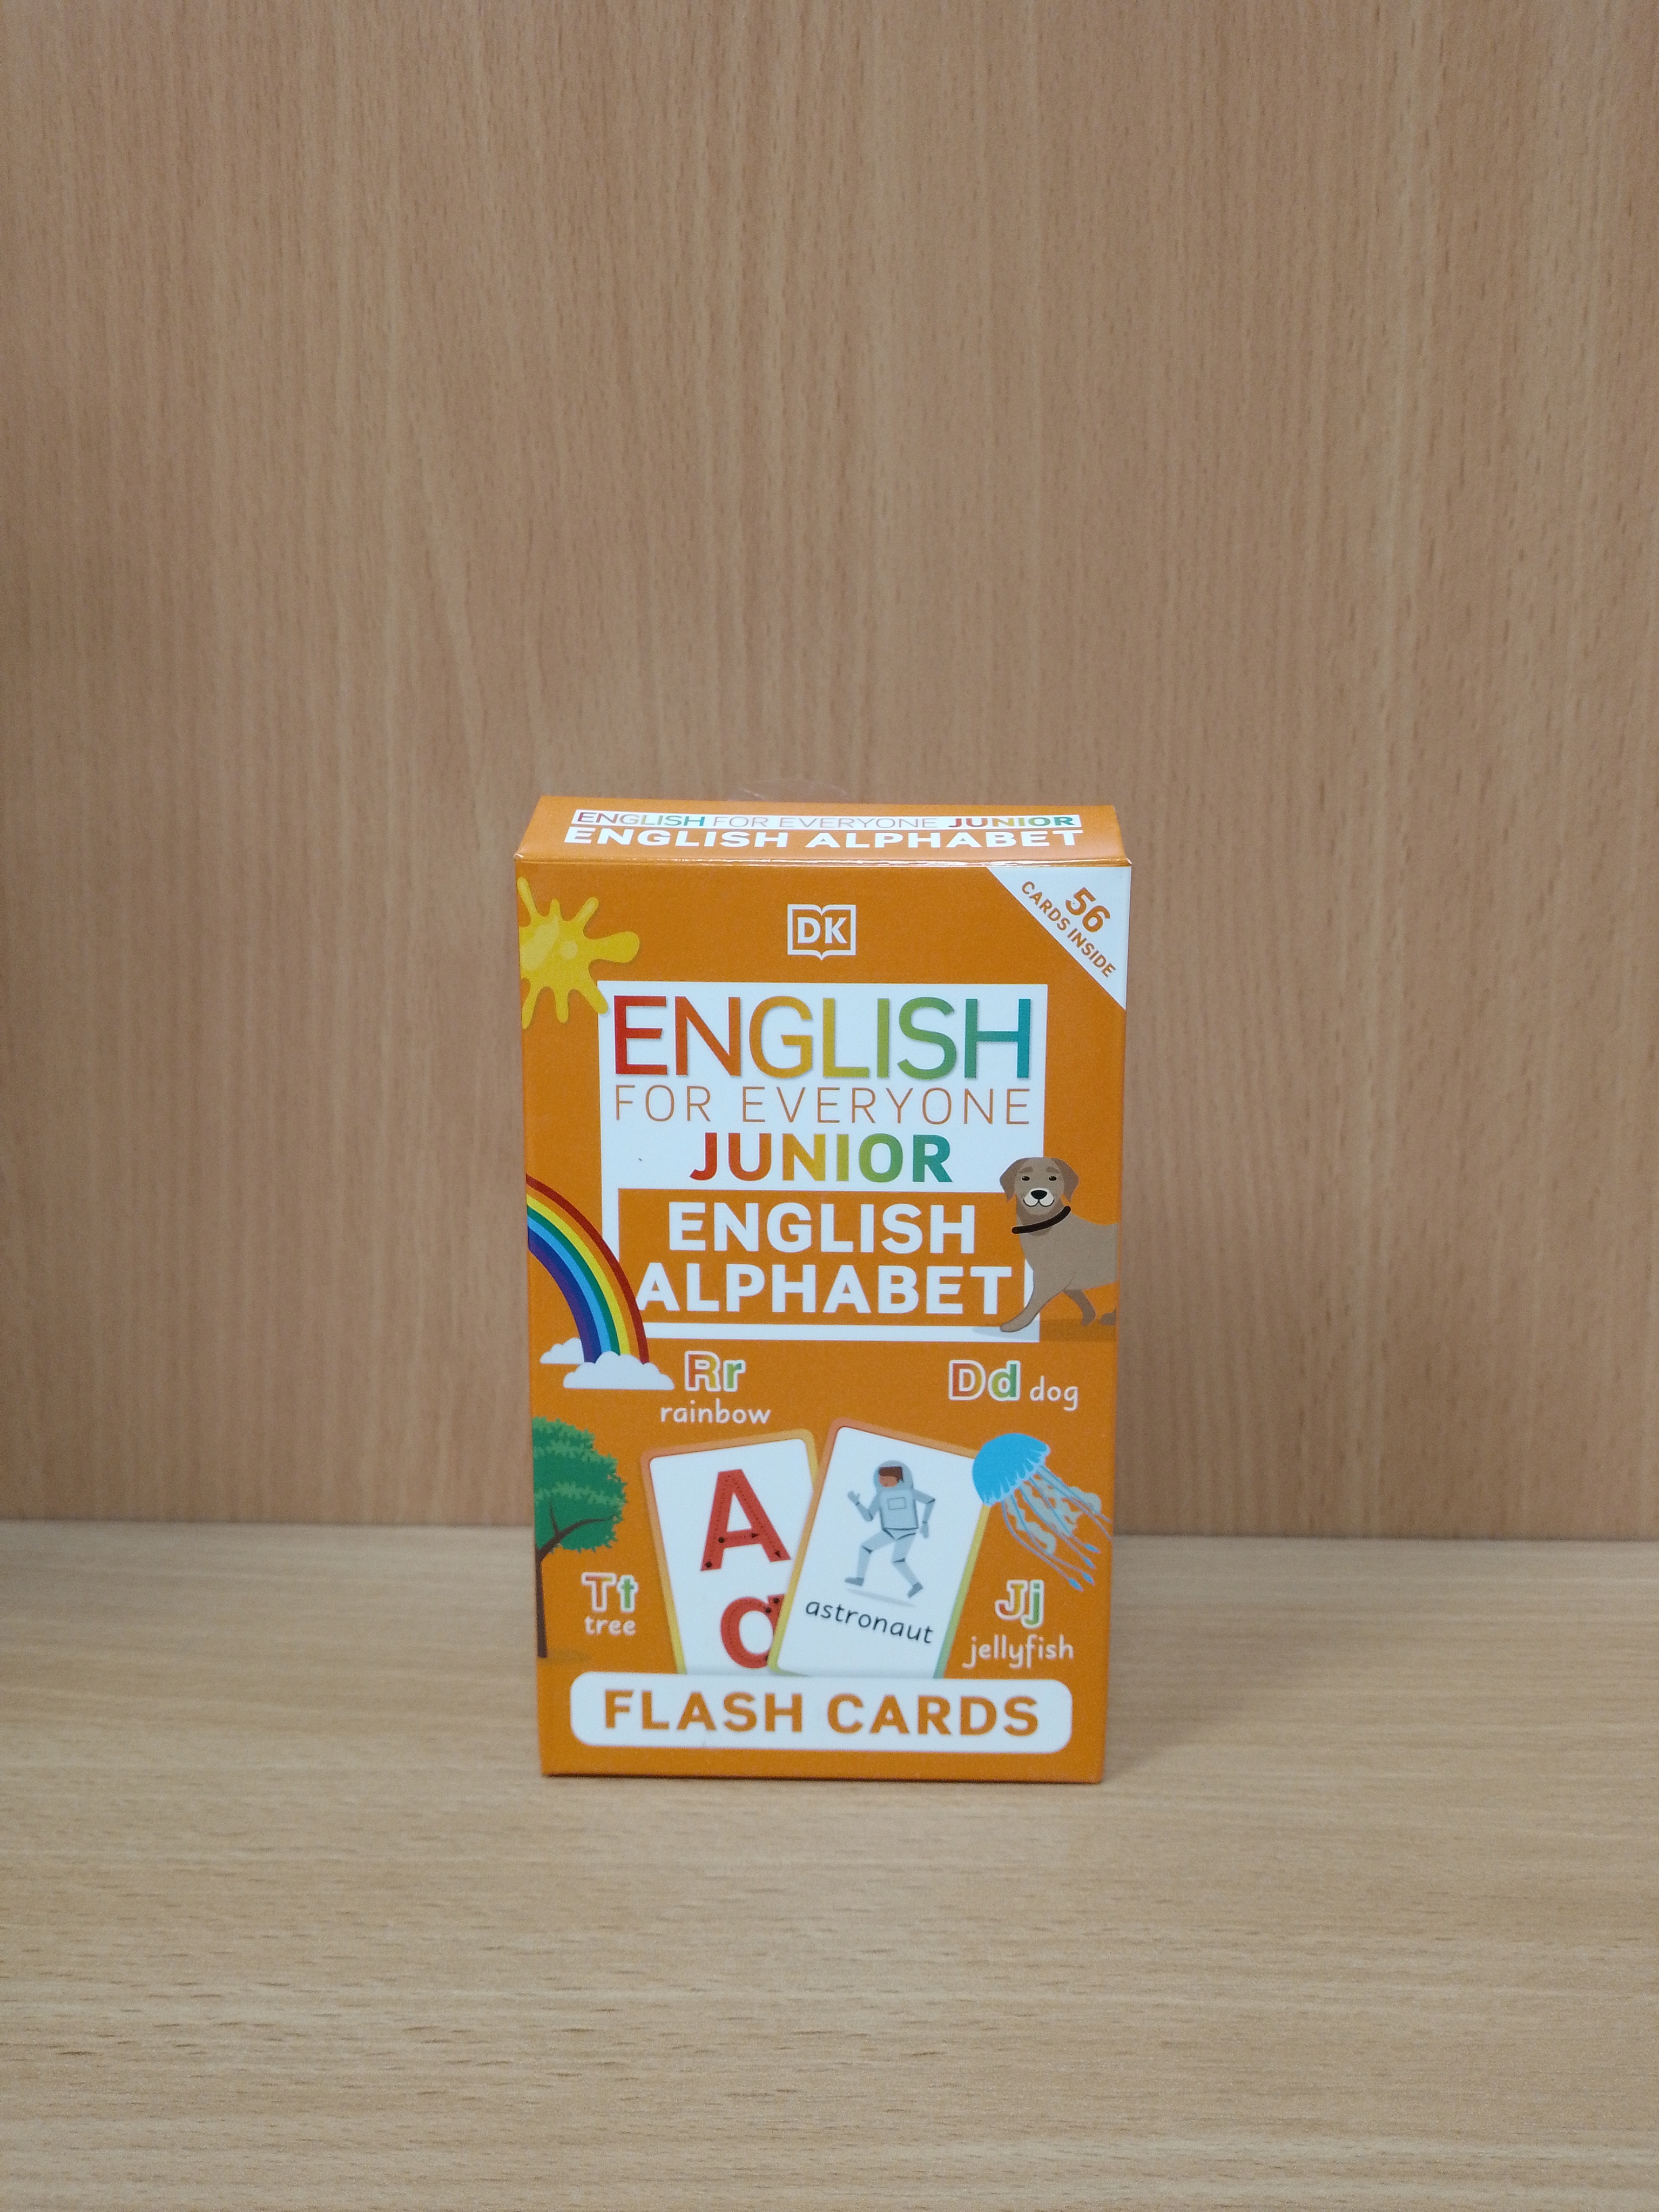 ENGLISH FOR EVERYONE JUNIOR
ENGLISH ALPHABET
DK
56
CARDS INSIDE
ENGLISH
FOR EVERYONE
JUNIOR
ENGLISH
ALPHABET
Rr
rainbow
Dd dog
A
a
astronaut
Tt
tree
Jj
jellyfish
FLASH CARDS